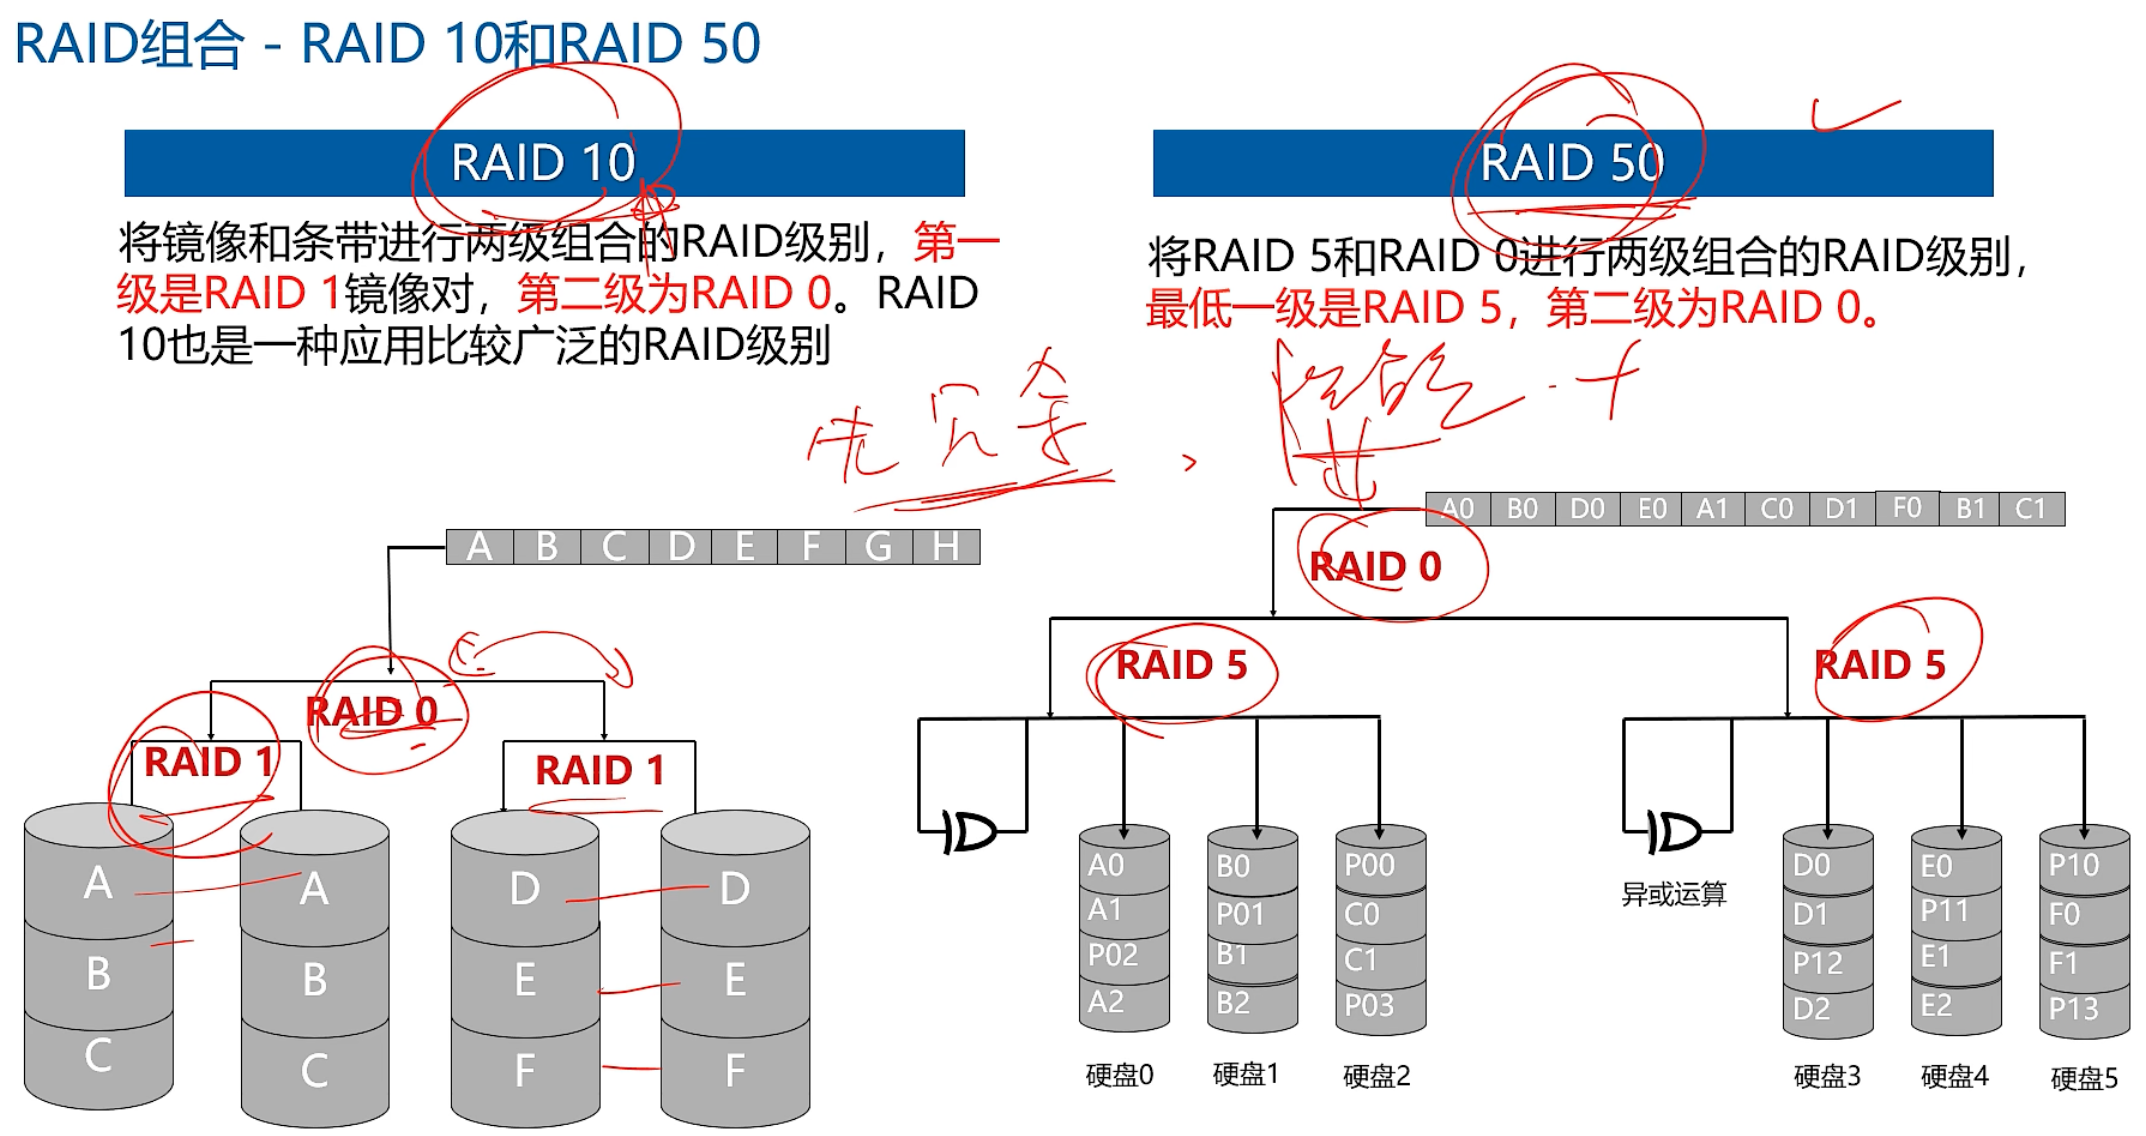 RAID组合 - RAID 10和RAID 50
RAID 10
将镜像和条带进行两级组合的RAID级别，第一
级是RAID 1镜像对，第二级为RAID 0。RAID
10也是一种应用比较广泛的RAID级别
RAID 50
将RAID 5和RAID 0进行两级组合的RAID级别，
最低一级是RAID 5，第二级为RAID 0。
先冗余
性能
A B C D E F G H
RAID 0
RAID 1
RAID 1
A A D D
B B E E
C C F F
A0 B0 D0 E0 A1 C0 D1 F0 B1 C1
RAID 0
RAID 5
RAID 5
异或运算
A0 B0 P00 D0 E0 P10
A1 P01 C0 D1 P11 F0
P02 B1 C1 P12 E1 F1
A2 B2 P03 D2 E2 P13
硬盘0 硬盘1 硬盘2 硬盘3 硬盘4 硬盘5